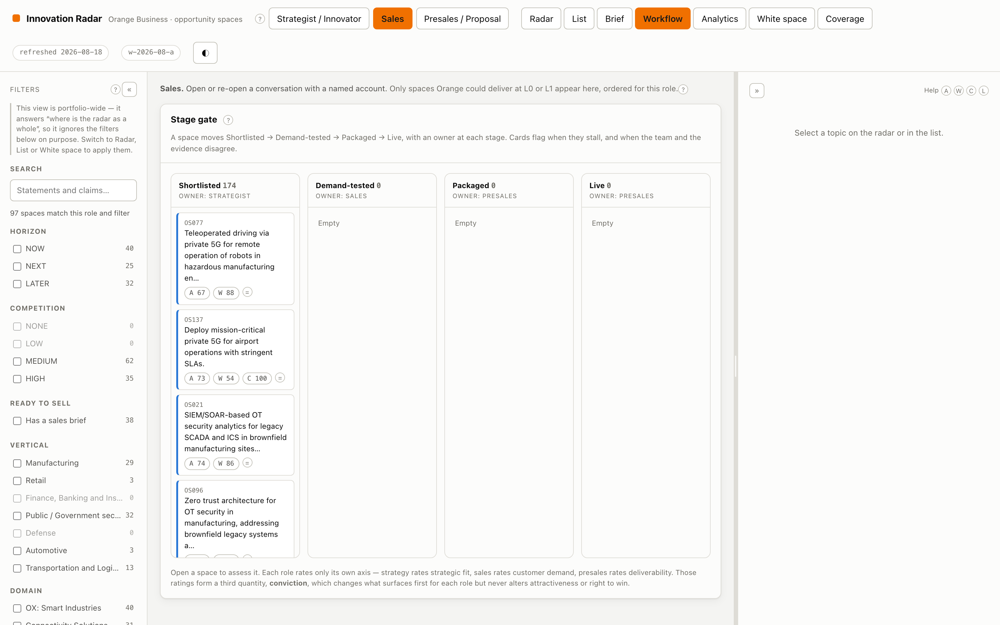 Innovation Radar Orange Business · opportunity spaces ? Strategist / Innovator Sales Presales / Proposal Radar List Brief Workflow Analytics White space Coverage
refreshed 2026-08-18 w-2026-08-a
FILTERS ? «
This view is portfolio-wide — it
answers “where is the radar as a
whole”, so it ignores the filters
below on purpose. Switch to Radar,
List or White space to apply them.
SEARCH
Statements and claims...
97 spaces match this role and filter
HORIZON
NOW 40
NEXT 25
LATER 32
COMPETITION
NONE 0
LOW 0
MEDIUM 62
HIGH 35
READY TO SELL
Has a sales brief 38
VERTICAL
Manufacturing 29
Retail 3
Finance, Banking and Ins... 0
Public / Government sec... 32
Defense 0
Automotive 3
Transportation and Logi... 13
DOMAIN
OX: Smart Industries 40
Connectivity Solutions 31
Sales. Open or re-open a conversation with a named account. Only spaces Orange could deliver at L0 or L1 appear here, ordered for this role. ?
Stage gate ?
A space moves Shortlisted → Demand-tested → Packaged → Live, with an owner at each stage. Cards flag when they stall, and when the team and the
evidence disagree.
Shortlisted 174
OWNER: STRATEGIST
OS077
Teleoperated driving via
private 5G for remote
operation of robots in
hazardous manufacturing
en...
A 67 W 88 =
OS137
Deploy mission-critical
private 5G for airport
operations with stringent
SLAs.
A 73 W 54 C 100 =
OS021
SIEM/SOAR-based OT
security analytics for legacy
SCADA and ICS in brownfield
manufacturing sites...
A 74 W 86 =
OS096
Zero trust architecture for
OT security in
manufacturing, addressing
brownfield legacy systems
a...
Demand-tested 0
OWNER: SALES
Empty
Packaged 0
OWNER: PRESALES
Empty
Live 0
OWNER: PRESALES
Empty
Open a space to assess it. Each role rates only its own axis — strategy rates strategic fit, sales rates customer demand, presales rates deliverability. Those
ratings form a third quantity, conviction, which changes what surfaces first for each role but never alters attractiveness or right to win.
» Help A W C L
Select a topic on the radar or in the list.